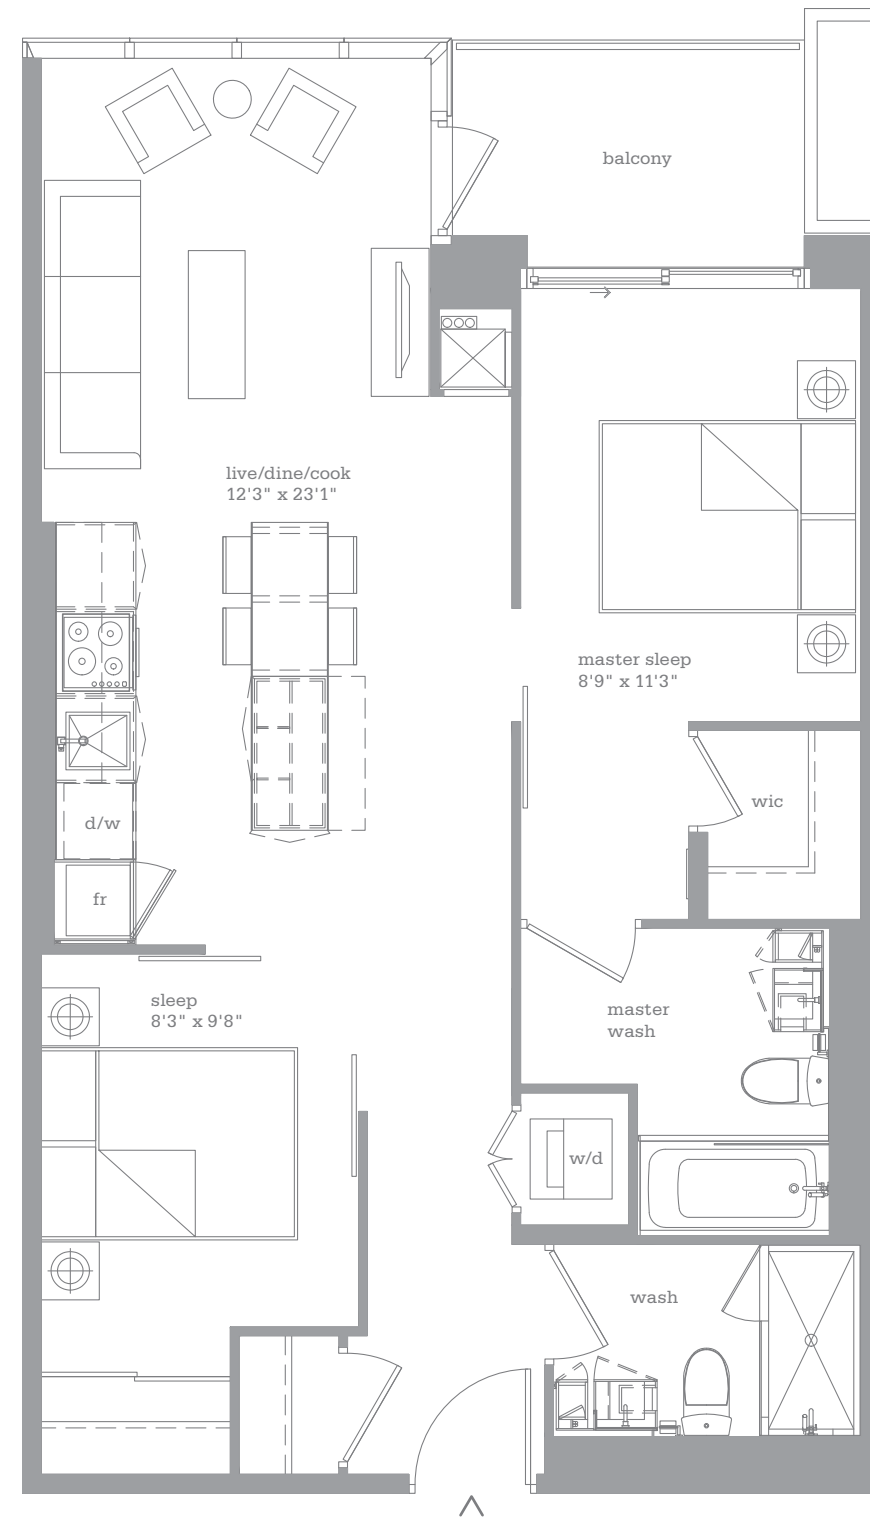 balcony
live/dine/cook
12'3" x 23'1"
master sleep
8'9" x 11'3"
wic
d/w
fr
sleep
8'3" x 9'8"
master
wash
w/d
wash